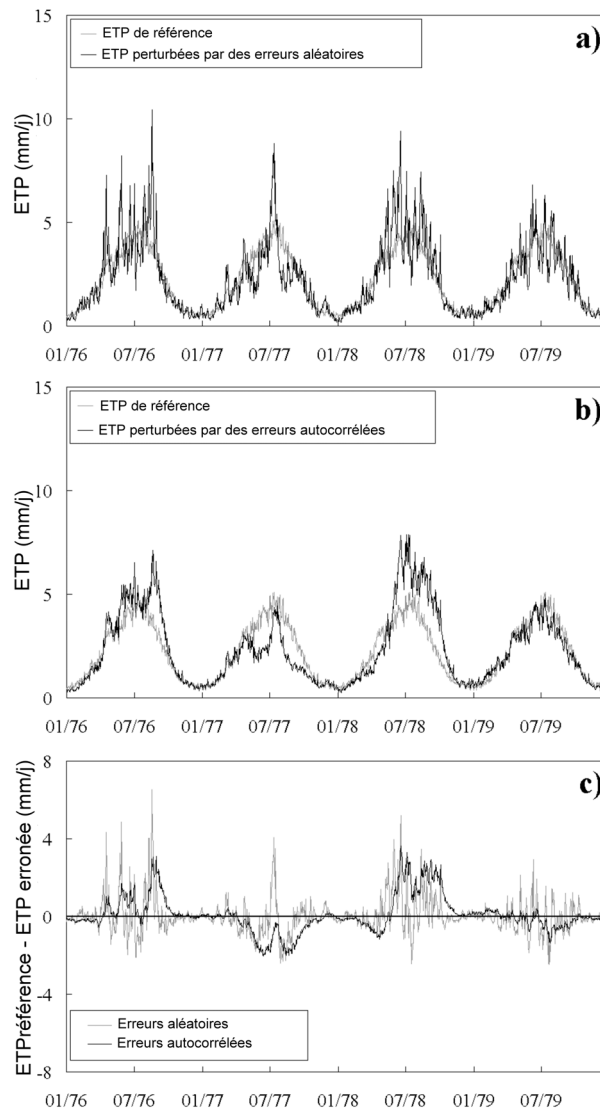 15
ETP de référence
ETP perturbées par des erreurs aléatoires
a)
10
ETP (mm/j)
5
0
01/76 07/76 01/77 07/77 01/78 07/78 01/79 07/79
15
ETP de référence
ETP perturbées par des erreurs autocorrélées
b)
10
ETP (mm/j)
5
0
01/76 07/76 01/77 07/77 01/78 07/78 01/79 07/79
8
c)
4
ETPréférence - ETP erronée (mm/j)
0
-4
Erreurs aléatoires
Erreurs autocorrélées
-8
01/76 07/76 01/77 07/77 01/78 07/78 01/79 07/79